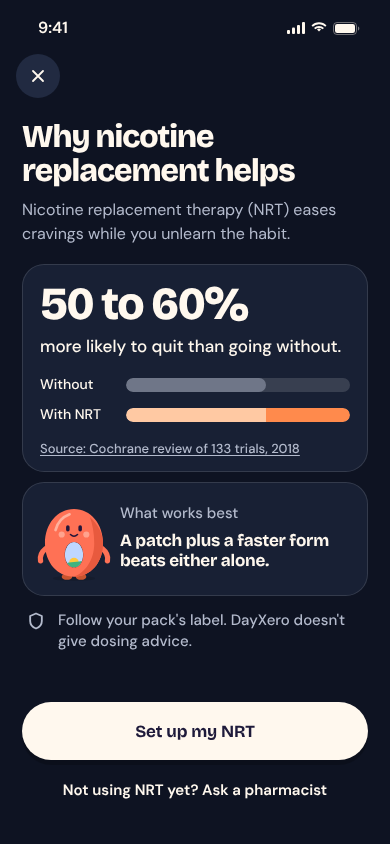 9:41
Why nicotine
replacement helps
Nicotine replacement therapy (NRT) eases
cravings while you unlearn the habit.
50 to 60%
more likely to quit than going without.
Without
With NRT
Source: Cochrane review of 133 trials, 2018
What works best
A patch plus a faster form
beats either alone.
Follow your pack's label. DayXero doesn't
give dosing advice.
Set up my NRT
Not using NRT yet? Ask a pharmacist